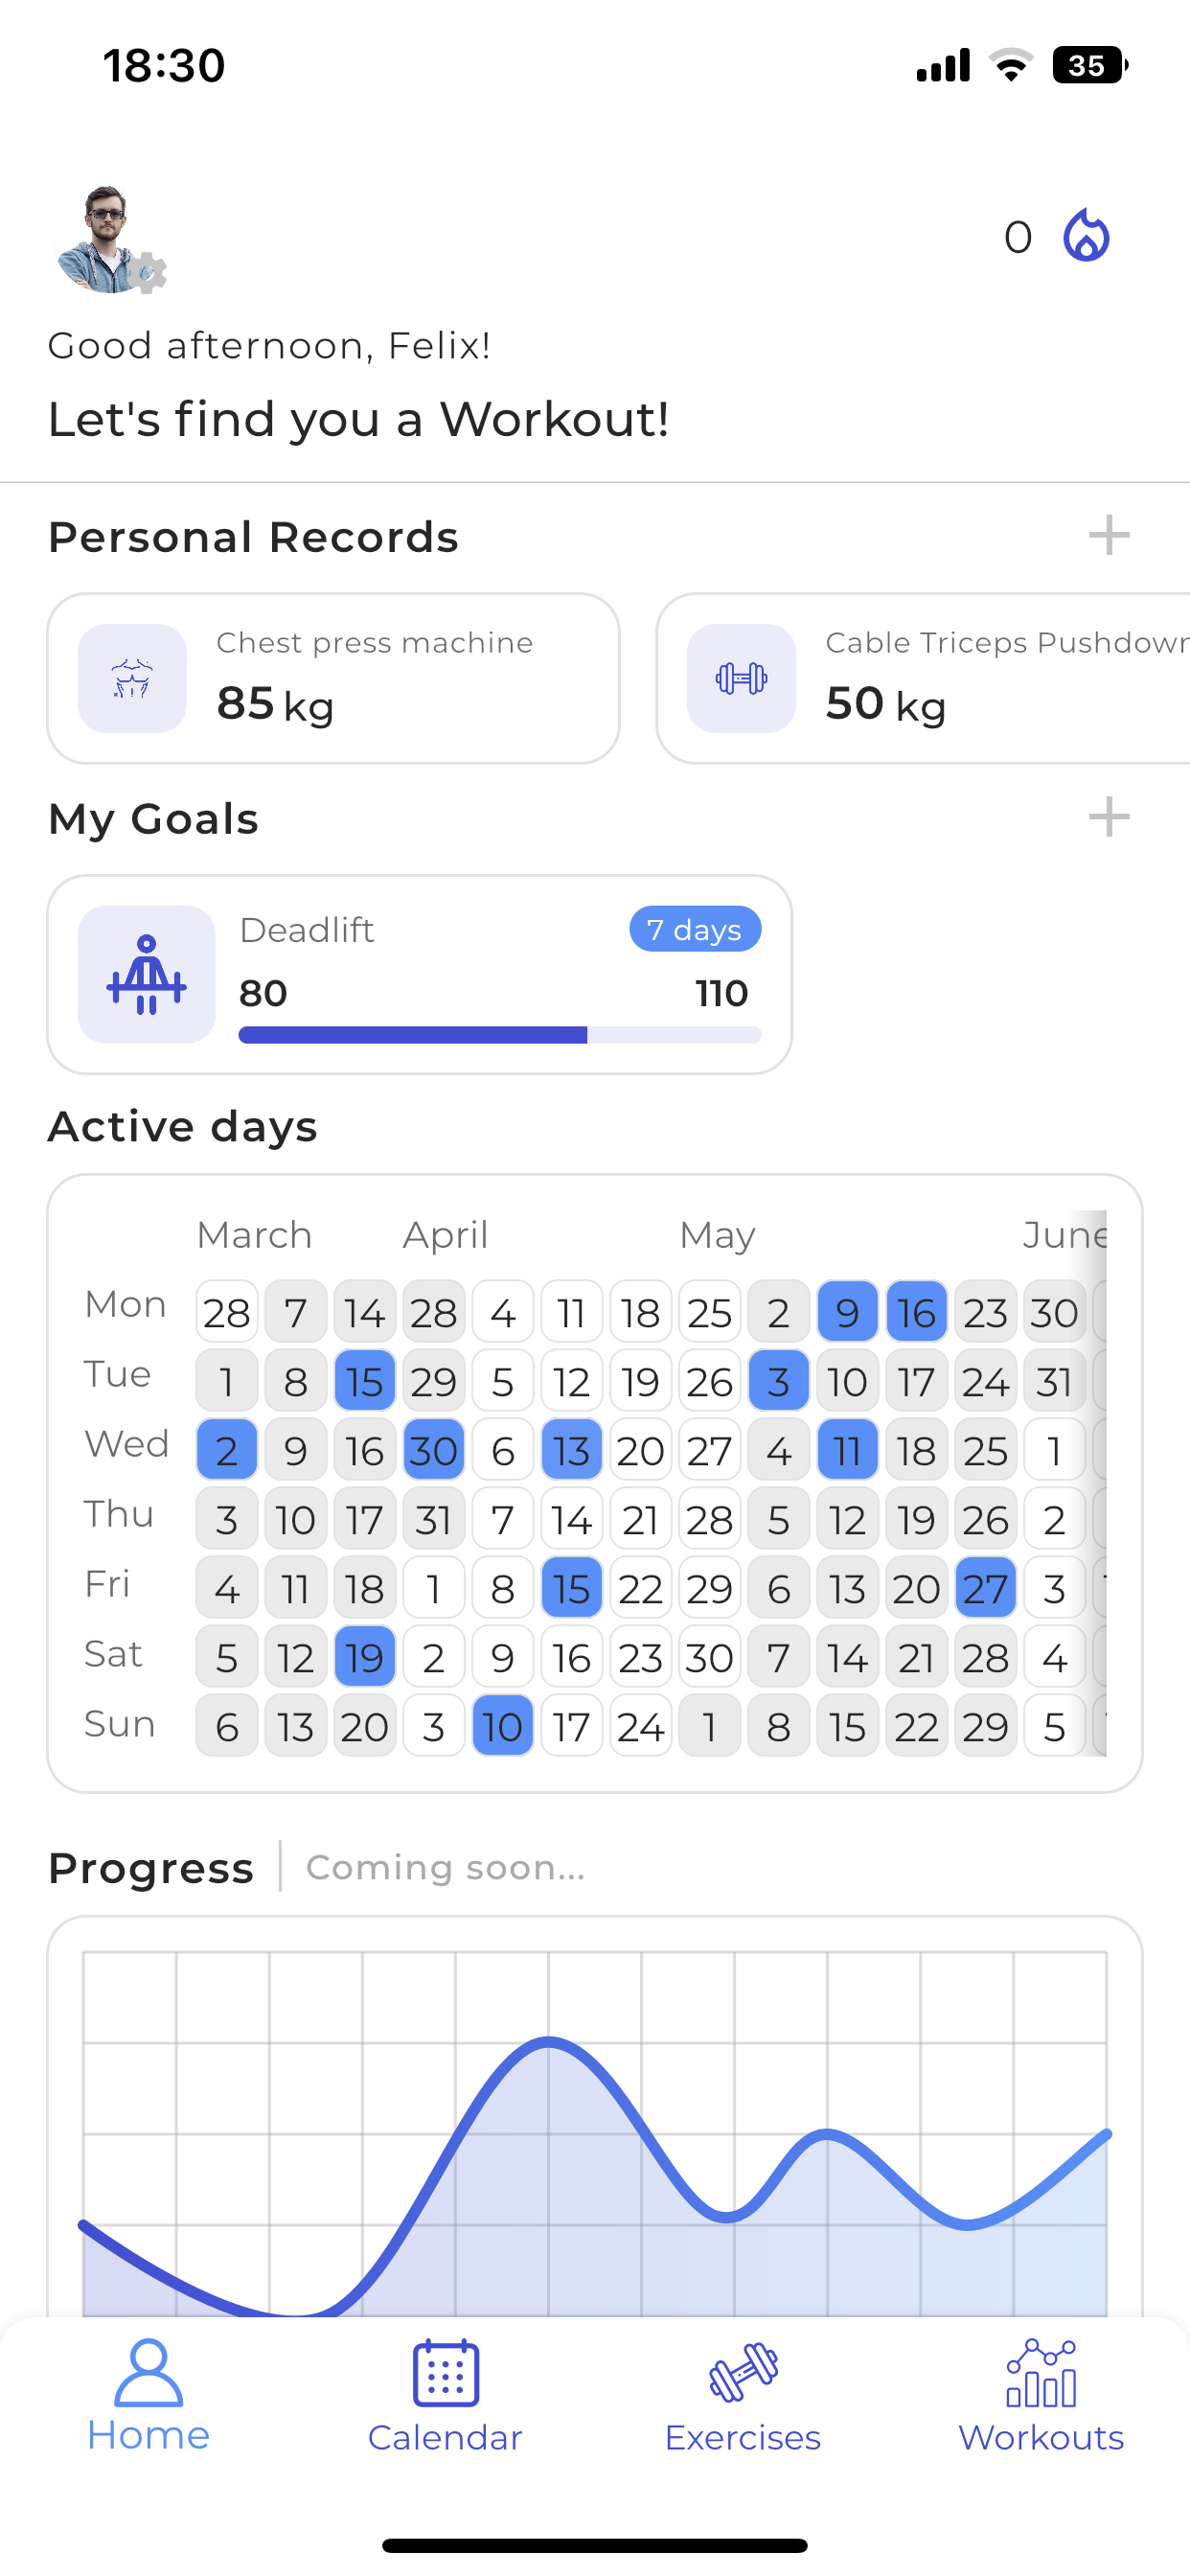 18:30
35
0
Good afternoon, Felix!
Let's find you a Workout!
Personal Records
Chest press machine
85 kg
Cable Triceps Pushdown
50 kg
My Goals
Deadlift
7 days
80 110
Active days
March April May June
Mon 28 7 14 28 4 11 18 25 2 9 16 23 30
Tue 1 8 15 29 5 12 19 26 3 10 17 24 31
Wed 2 9 16 30 6 13 20 27 4 11 18 25 1
Thu 3 10 17 31 7 14 21 28 5 12 19 26 2
Fri 4 11 18 1 8 15 22 29 6 13 20 27 3
Sat 5 12 19 2 9 16 23 30 7 14 21 28 4
Sun 6 13 20 3 10 17 24 1 8 15 22 29 5
Progress Coming soon...
Home Calendar Exercises Workouts